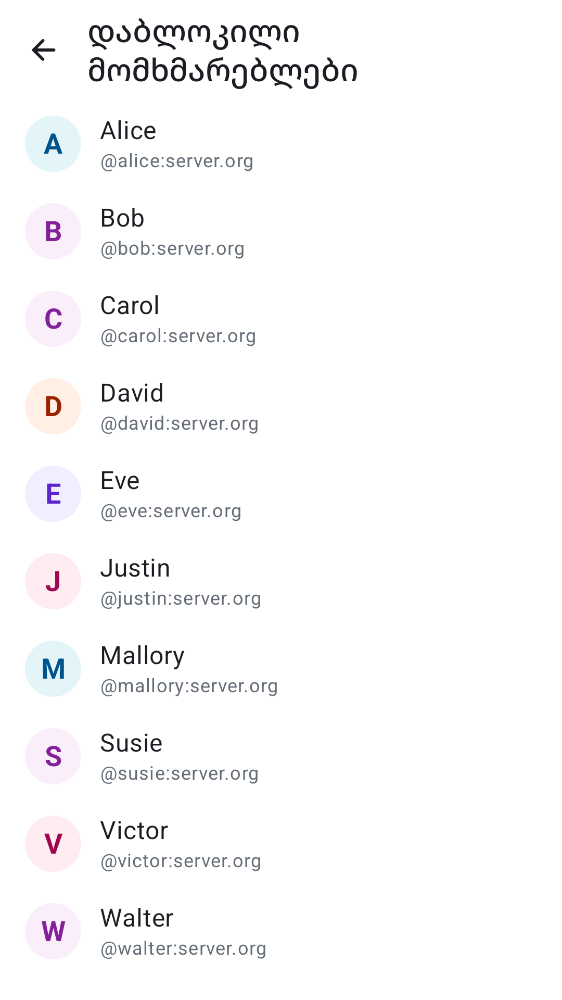 დაბლოკილი
მომხმარებლები
A
Alice
@alice:server.org
B
Bob
@bob:server.org
C
Carol
@carol:server.org
D
David
@david:server.org
E
Eve
@eve:server.org
J
Justin
@justin:server.org
M
Mallory
@mallory:server.org
S
Susie
@susie:server.org
V
Victor
@victor:server.org
W
Walter
@walter:server.org